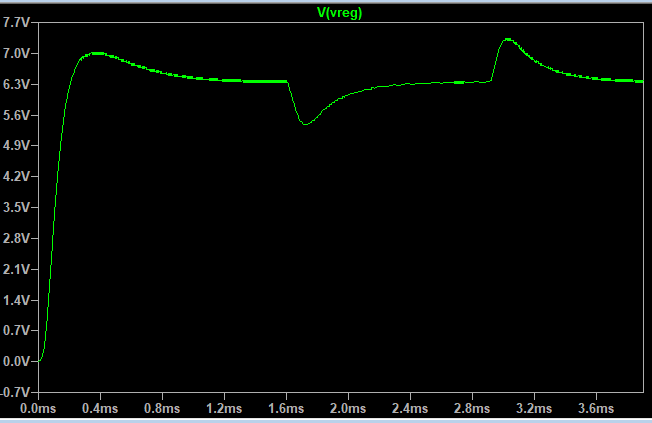 V(vreg)
7.7V
7.0V
6.3V
5.6V
4.9V
4.2V
3.5V
2.8V
2.1V
1.4V
0.7V
0.0V
-0.7V
0.0ms 0.4ms 0.8ms 1.2ms 1.6ms 2.0ms 2.4ms 2.8ms 3.2ms 3.6ms